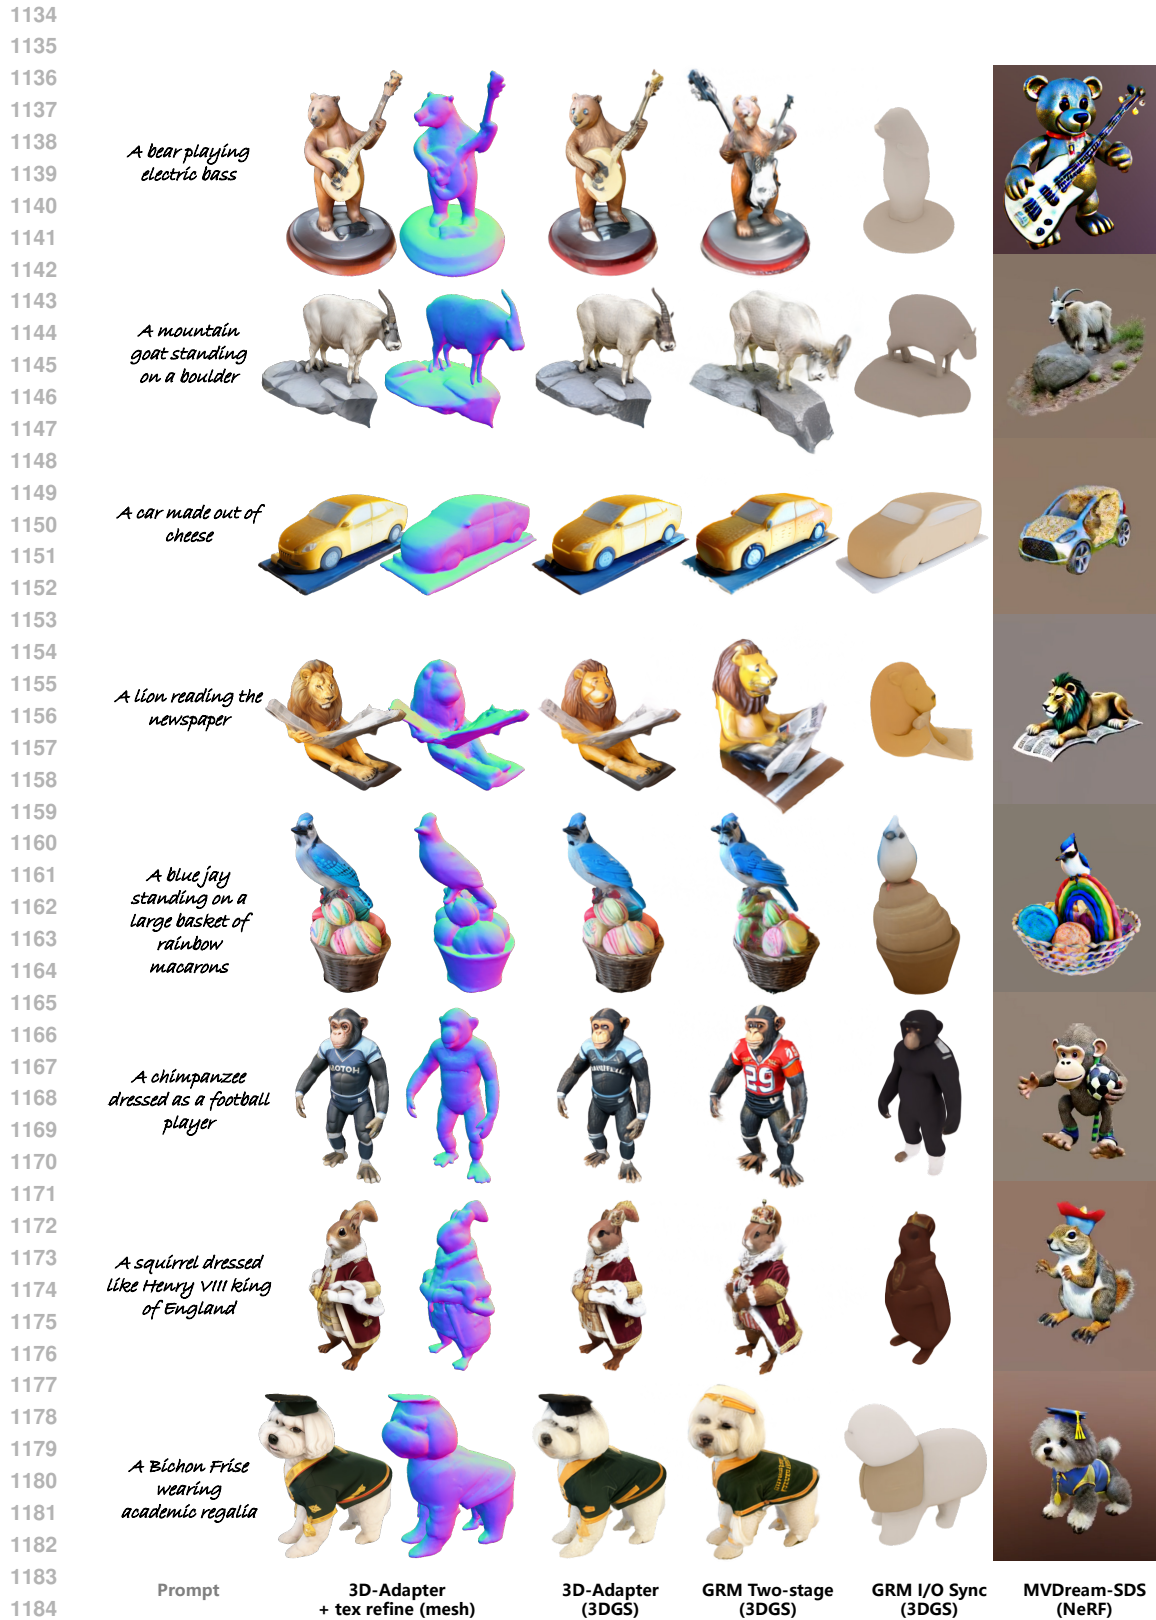 1134
1135
1136
1137
1138
1139
1140
1141
1142
1143
1144
1145
1146
1147
1148
1149
1150
1151
1152
1153
1154
1155
1156
1157
1158
1159
1160
1161
1162
1163
1164
1165
1166
1167
1168
1169
1170
1171
1172
1173
1174
1175
1176
1177
1178
1179
1180
1181
1182
1183
1184
A bear playing
electric bass
A mountain
goat standing
on a boulder
A car made out of
cheese
A lion reading the
newspaper
A blue jay
standing on a
large basket of
rainbow
macarons
A chimpanzee
dressed as a football
player
29
A squirrel dressed
like Henry VIII king
of England
A Bichon Frise
wearing
academic regalia
Prompt
3D-Adapter
+ tex refine (mesh)
3D-Adapter
(3DGS)
GRM Two-stage
(3DGS)
GRM I/O Sync
(3DGS)
MVDream-SDS
(NeRF)